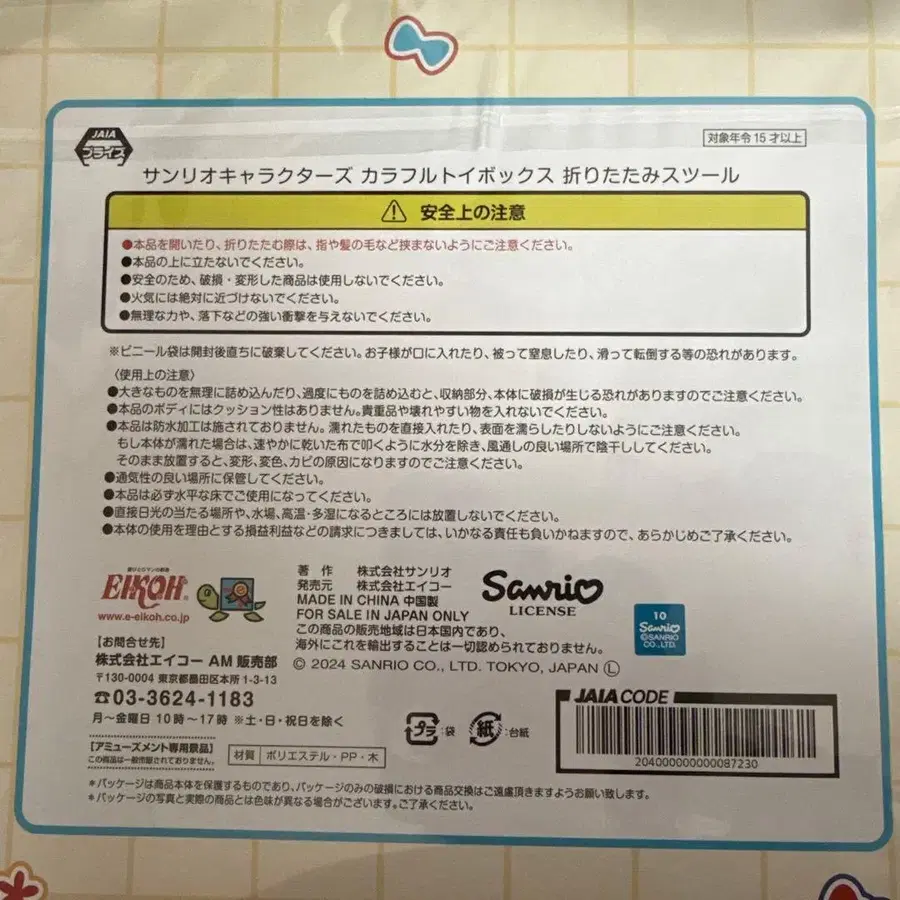 JAIA
プライズ
対象年令15才以上
サンリオキャラクターズ カラフルトイボックス 折りたたみスツール
安全上の注意
●本品を開いたり、折りたたむ際は、指や髪の毛など挟まないようにご注意ください。
●本品の上に立たないでください。
●安全のため、破損・変形した商品は使用しないでください。
●火気には絶対に近づけないでください。
●無理な力や、落下などの強い衝撃を与えないでください。
※ビニール袋は開封後直ちに破棄してください。お子様が口に入れたり、被って窒息したり、滑って転倒する等の恐れがあります。
〈使用上の注意〉
●大きなものを無理に詰め込んだり、過度にものを詰め込むと、収納部分、本体に破損が生じる恐れがありますのでご注意ください。
●本品のボディにはクッション性はありません。貴重品や壊れやすい物を入れないでください。
●本品は防水加工は施されておりません。濡れたものを直接入れたり、表面を濡らしたりしないようにご注意ください。
もし本体が濡れた場合は、速やかに乾いた布で叩くように水分を除き、風通しの良い場所で陰干ししてください。
そのまま放置すると、変形、変色、カビの原因になりますのでご注意ください。
●通気性の良い場所に保管してください。
●本品は必ず水平な床でご使用になってください。
●直接日光の当たる場所や、水場、高温・多湿になるところには放置しないでください。
●本体の使用を理由とする損益利益などの請求につきましては、いかなる責任も負いかねますので、あらかじめご了承ください。
EIKOH
www.e-eikoh.co.jp
著 作 株式会社サンリオ
発売元 株式会社エイコー
MADE IN CHINA 中国製
FOR SALE IN JAPAN ONLY
この商品の販売地域は日本国内であり、
海外にこれを輸出することは一切認められておりません。
© 2024 SANRIO CO., LTD. TOKYO, JAPAN Ⓛ
Sanrio
LICENSE
10
Sanrio
©SANRIO
CO., LTD.
【お問合せ先】
株式会社エイコー AM 販売部
〒130-0004 東京都墨田区本所1-3-13
☎03-3624-1183
月～金曜日 10時～17時 ※土・日・祝日を除く
【アミューズメント専用景品】
この商品は一般市販されておりません。
材質 ポリエステル・PP・木
プラ :袋
紙 :台紙
JAIA CODE
2040000000000087230
＊パッケージは商品本体を保護するものであり、パッケージのみの破損における商品交換はご遠慮頂きますようお願い致します。
＊パッケージの写真と実際の商品とは色味が異なる場合がございます。ご了承ください。